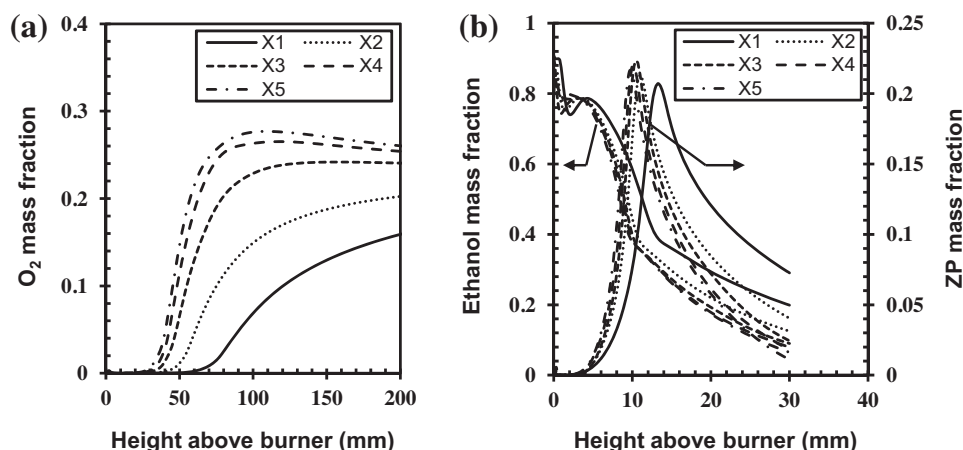 (a)
0.4
0.3
0.2
0.1
0
O2 mass fraction
X1 X2
X3 X4
X5
0 50 100 150 200
Height above burner (mm)
(b)
1
0.8
0.6
0.4
0.2
0
Ethanol mass fraction
X1 X2
X3 X4
X5
0.25
0.20
0.15
0.10
0.05
0.00
ZP mass fraction
0 10 20 30 40
Height above burner (mm)